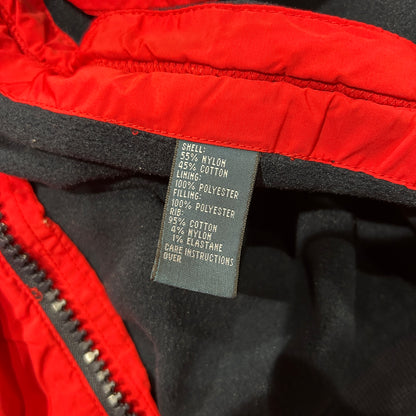 SHELL:
55% NYLON
45% COTTON
LINING:
100% POLYESTER
FILLING:
100% POLYESTER
RIB:
95% COTTON
4% NYLON
1% ELASTANE
CARE INSTRUCTIONS
OVER